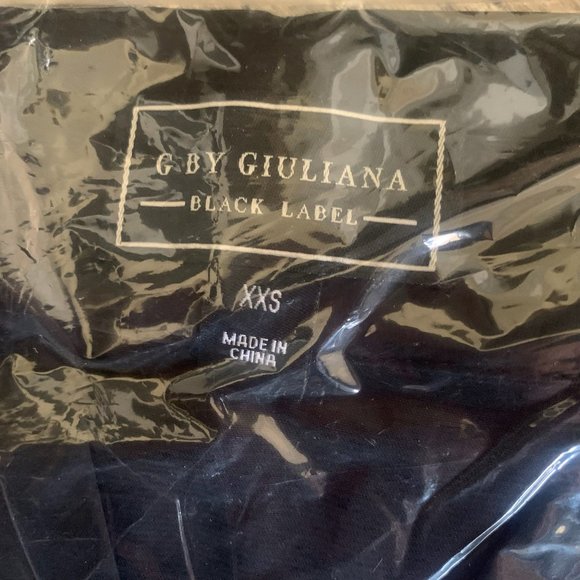 G BY GIULIANA
BLACK LABEL
XXS
MADE IN
CHINA